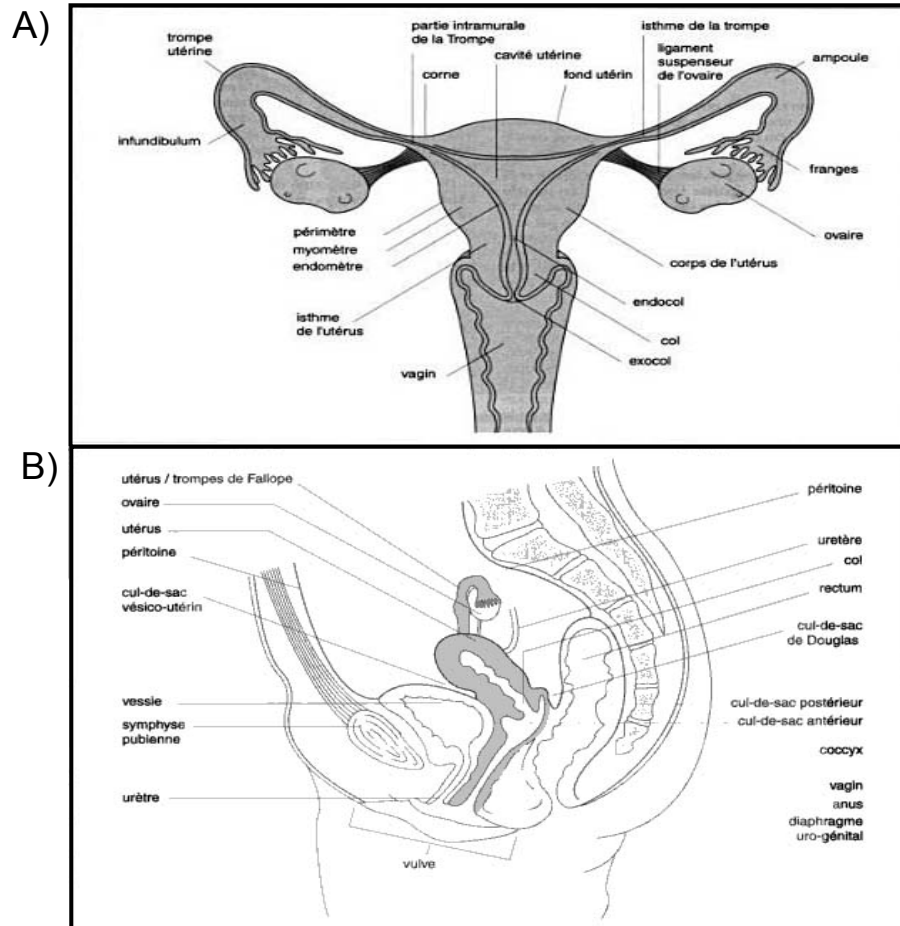 A)
trompe
utérine
partie intramurale
de la Trompe
corne
cavité utérine
fond utérin
isthme de la trompe
ligament
suspenseur
de l'ovaire
ampoule
infundibulum
franges
périmètre
myomètre
endomètre
ovaire
corps de l'utérus
isthme
de l'utérus
endocol
col
exocol
vagin
B)
utérus / trompes de Fallope
ovaire
utérus
péritoine
cul-de-sac
vésico-utérin
vessie
symphyse
pubienne
urètre
vulve
péritoine
uretère
col
rectum
cul-de-sac
de Douglas
cul-de-sac postérieur
cul-de-sac antérieur
coccyx
vagin
anus
diaphragme
uro-génital